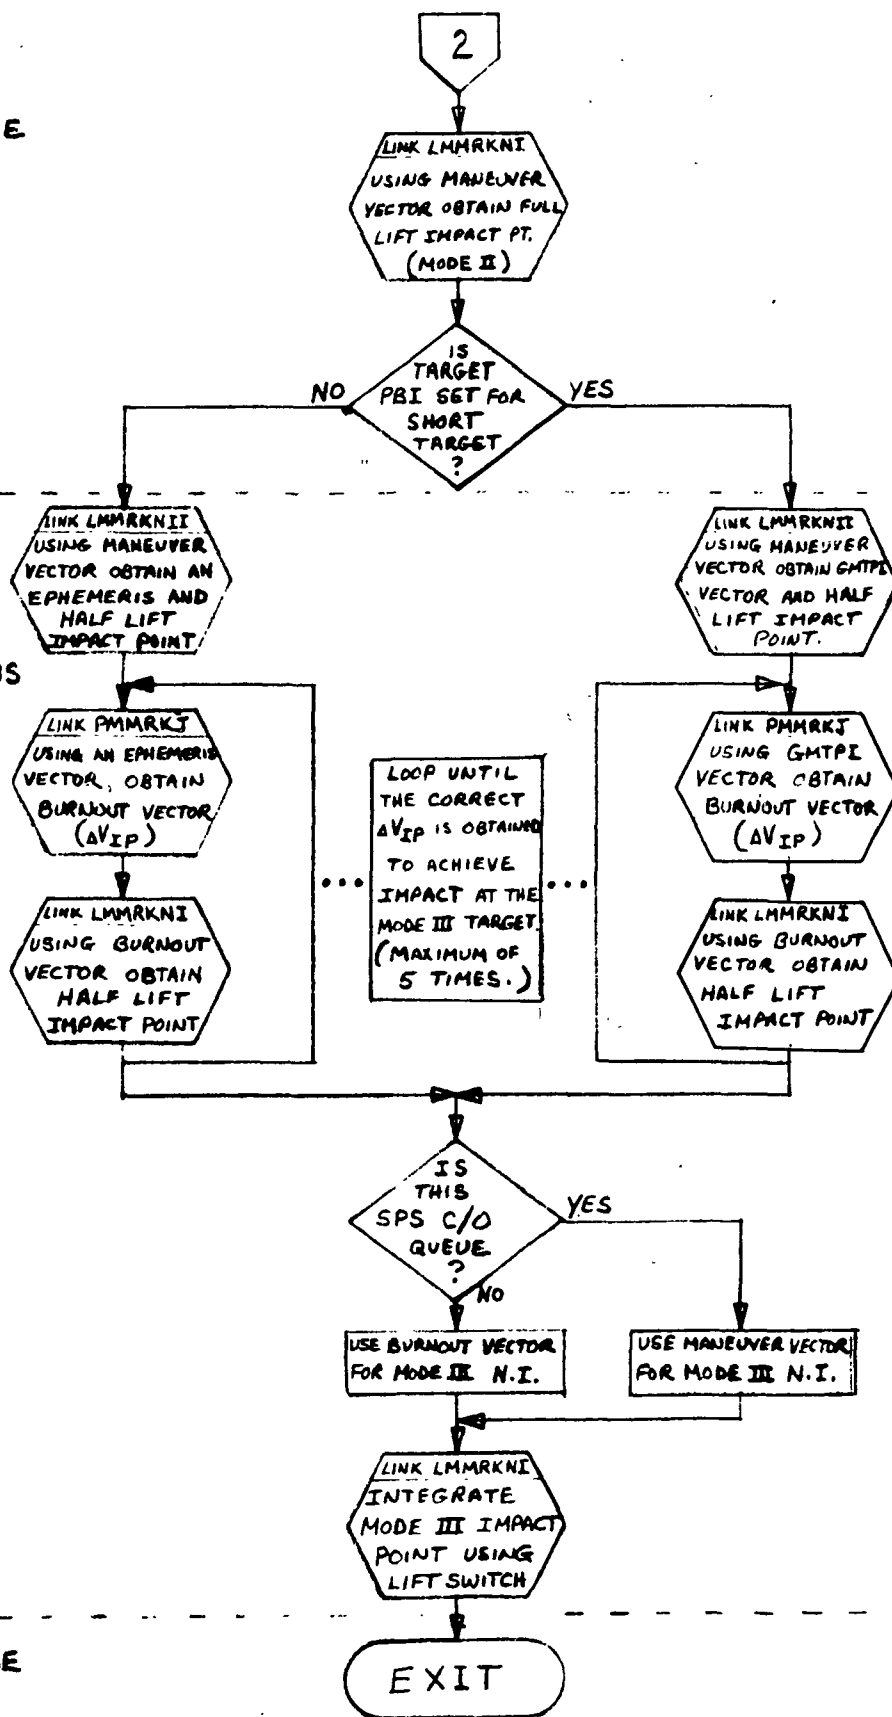 2
E
LINK LMMRKNI
USING MANEUVER
VECTOR OBTAIN FULL
LIFT IMPACT PT.
(MODE II)
IS
TARGET
PBI SET FOR
SHORT
TARGET
?
NO
YES
LINK LMMRKNII
USING MANEUVER
VECTOR OBTAIN AN
EPHEMERIS AND
HALF LIFT
IMPACT POINT
LINK LMMRKNII
USING MANEUVER
VECTOR OBTAIN GMTPI
VECTOR AND HALF
LIFT IMPACT
POINT.
US
LINK PMMRKJ
USING AN EPHEMERIS
VECTOR, OBTAIN
BURNOUT VECTOR
(ΔVIP)
LOOP UNTIL
THE CORRECT
ΔVIP IS OBTAINED
TO ACHIEVE
IMPACT AT THE
MODE III TARGET.
(MAXIMUM OF
5 TIMES.)
LINK PMMRKJ
USING GMTPI
VECTOR OBTAIN
BURNOUT VECTOR
(ΔVIP)
LINK LMMRKNI
USING BURNOUT
VECTOR OBTAIN
HALF LIFT
IMPACT POINT
LINK LMMRKNI
USING BURNOUT
VECTOR OBTAIN
HALF LIFT
IMPACT POINT
IS
THIS
SPS C/O
QUEUE
?
YES
NO
USE BURNOUT VECTOR
FOR MODE III N.I.
USE MANEUVER VECTOR
FOR MODE III N.I.
LINK LMMRKNI
INTEGRATE
MODE III IMPACT
POINT USING
LIFT SWITCH
E
EXIT